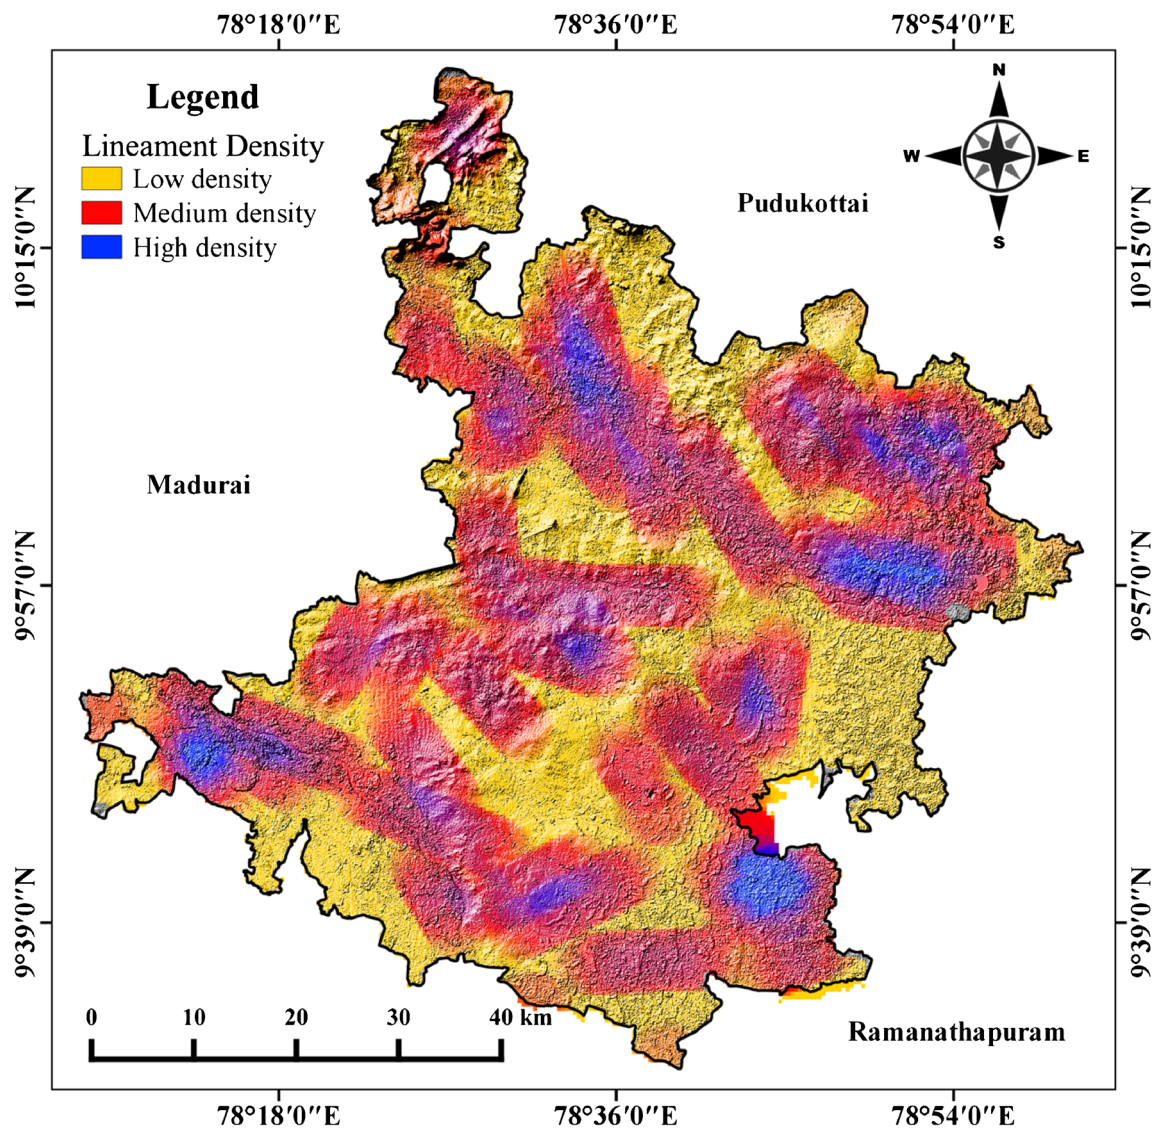 78°18′0″E 78°36′0″E 78°54′0″E
Legend
Lineament Density
Low density
Medium density
High density
N
W E
S
Pudukottai
10°15′0″N 10°15′0″N
Madurai
9°57′0″N 9°57′0″N
9°39′0″N 9°39′0″N
0 10 20 30 40 km
Ramanathapuram
78°18′0″E 78°36′0″E 78°54′0″E